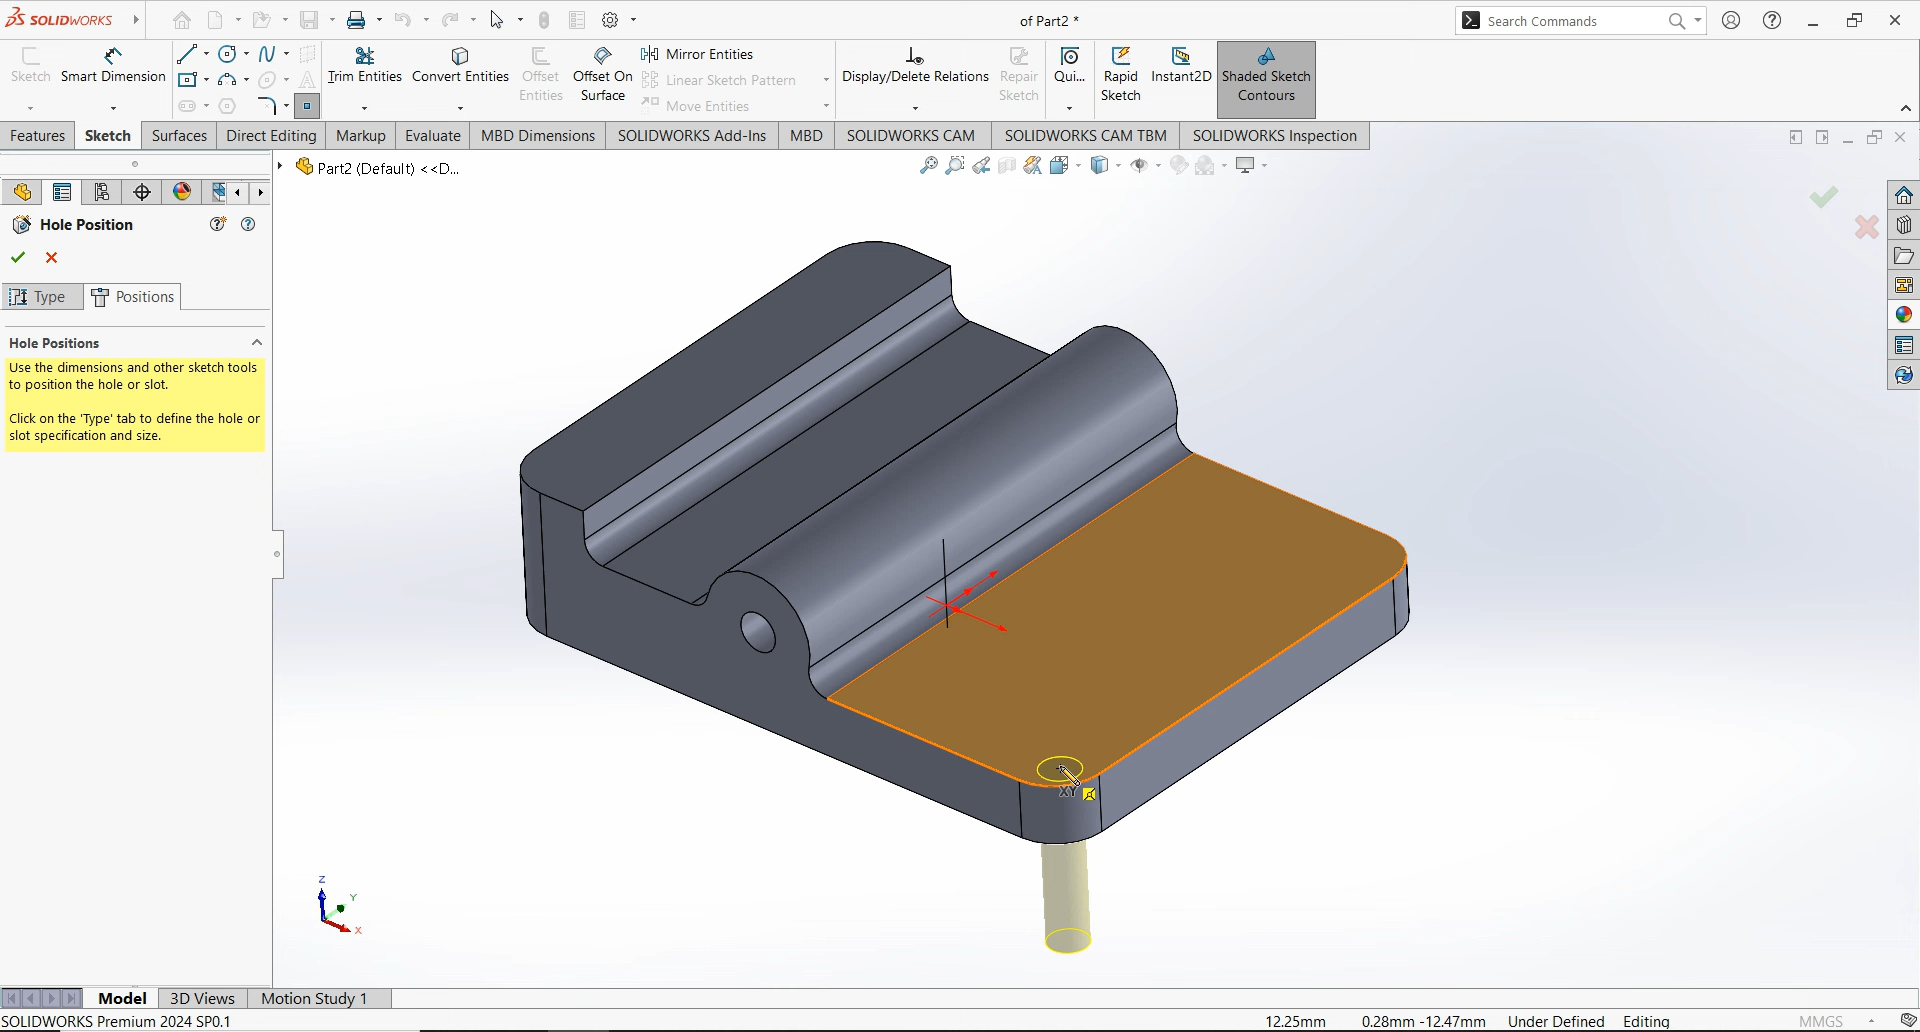 SOLIDWORKS
of Part2 *
Search Commands
Sketch
Smart Dimension
Trim Entities
Convert Entities
Offset Entities
Offset On Surface
Mirror Entities
Linear Sketch Pattern
Move Entities
Display/Delete Relations
Repair Sketch
Qui...
Rapid Sketch
Instant2D
Shaded Sketch Contours
Features
Sketch
Surfaces
Direct Editing
Markup
Evaluate
MBD Dimensions
SOLIDWORKS Add-Ins
MBD
SOLIDWORKS CAM
SOLIDWORKS CAM TBM
SOLIDWORKS Inspection
Part2 (Default) <<D...
Hole Position
Type
Positions
Hole Positions
Use the dimensions and other sketch tools
to position the hole or slot.
Click on the 'Type' tab to define the hole or
slot specification and size.
XY
Z
Y
X
Model
3D Views
Motion Study 1
SOLIDWORKS Premium 2024 SP0.1
12.25mm
0.28mm -12.47mm
Under Defined
Editing
MMGS